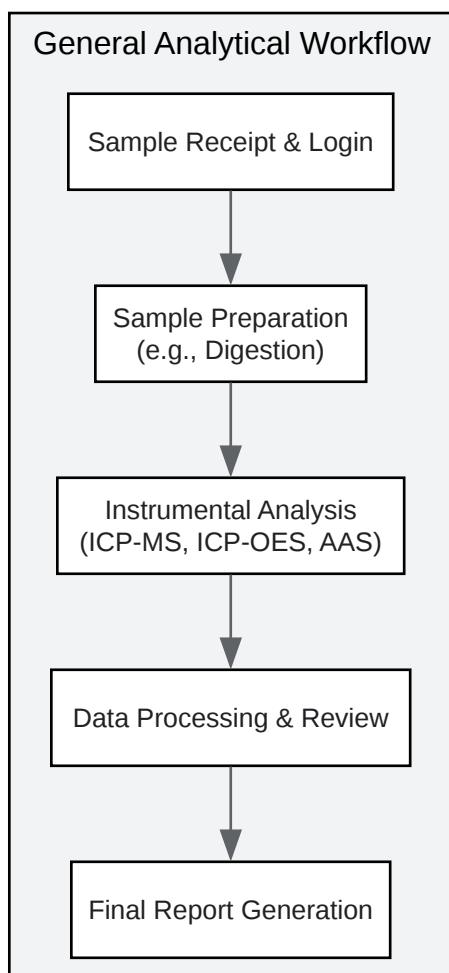 General Analytical Workflow
Sample Receipt & Login
Sample Preparation
(e.g., Digestion)
Instrumental Analysis
(ICP-MS, ICP-OES, AAS)
Data Processing & Review
Final Report Generation